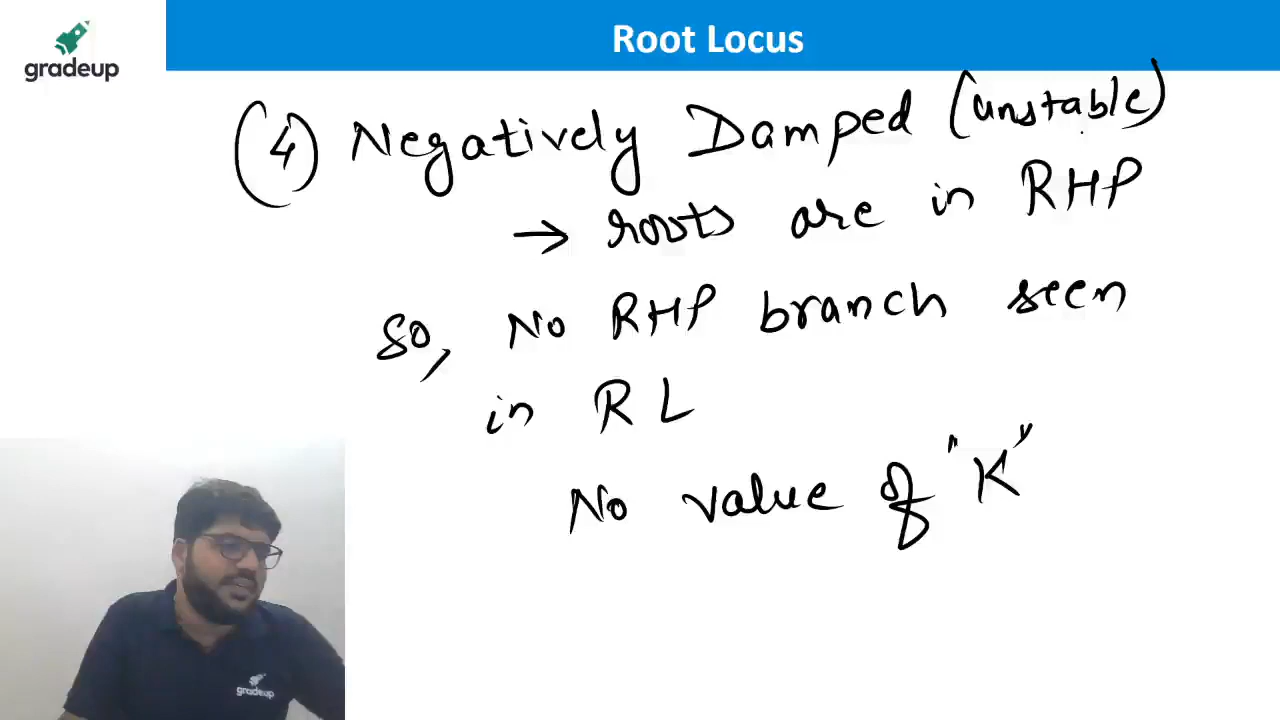 Root Locus
gradeup
(4) Negatively Damped (unstable)
→ roots are in RHP
so, No RHP branch seen
in RL
No value of "K"
gradeup